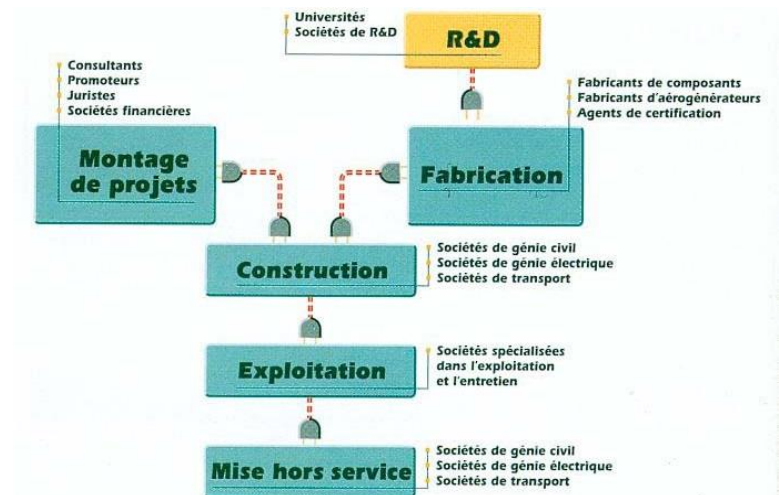 Universités
Sociétés de R&D
R&D
Consultants
Promoteurs
Juristes
Sociétés financières
Fabricants de composants
Fabricants d'aérogénérateurs
Agents de certification
Montage
de projets
Fabrication
Construction
Sociétés de génie civil
Sociétés de génie électrique
Sociétés de transport
Exploitation
Sociétés spécialisées
dans l'exploitation
et l'entretien
Mise hors service
Sociétés de génie civil
Sociétés de génie électrique
Sociétés de transport